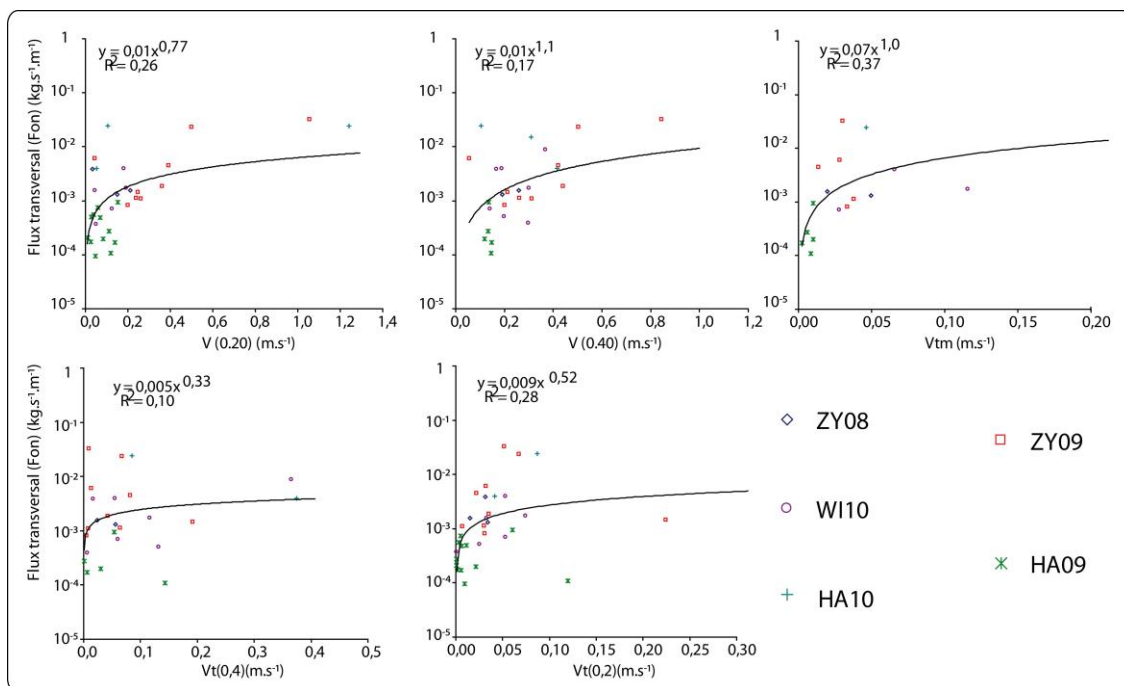 y = 0,01x^0,77
R² = 0,26
Flux transversal (Fon) (kg.s⁻¹.m⁻¹)
1
10⁻¹
10⁻²
10⁻³
10⁻⁴
10⁻⁵
0,0 0,2 0,4 0,6 0,8 1,0 1,2 1,4
V (0.20) (m.s⁻¹)
y = 0,01x^1,1
R² = 0,17
1
10⁻¹
10⁻²
10⁻³
10⁻⁴
10⁻⁵
0,0 0,2 0,4 0,6 0,8 1,0 1,2
V (0.40) (m.s⁻¹)
y = 0,07x^1,0
R² = 0,37
1
10⁻¹
10⁻²
10⁻³
10⁻⁴
10⁻⁵
0,00 0,05 0,10 0,15 0,20
Vtm (m.s⁻¹)
y = 0,005x^0,33
R² = 0,10
Flux transversal (Fon) (kg.s⁻¹.m⁻¹)
1
10⁻¹
10⁻²
10⁻³
10⁻⁴
10⁻⁵
0,0 0,1 0,2 0,3 0,4 0,5
Vt(0,4)(m.s⁻¹)
y = 0,009x^0,52
R² = 0,28
1
10⁻¹
10⁻²
10⁻³
10⁻⁴
10⁻⁵
0,00 0,05 0,10 0,15 0,20 0,25 0,30
Vt(0,2)(m.s⁻¹)
ZY08
ZY09
WI10
HA09
HA10